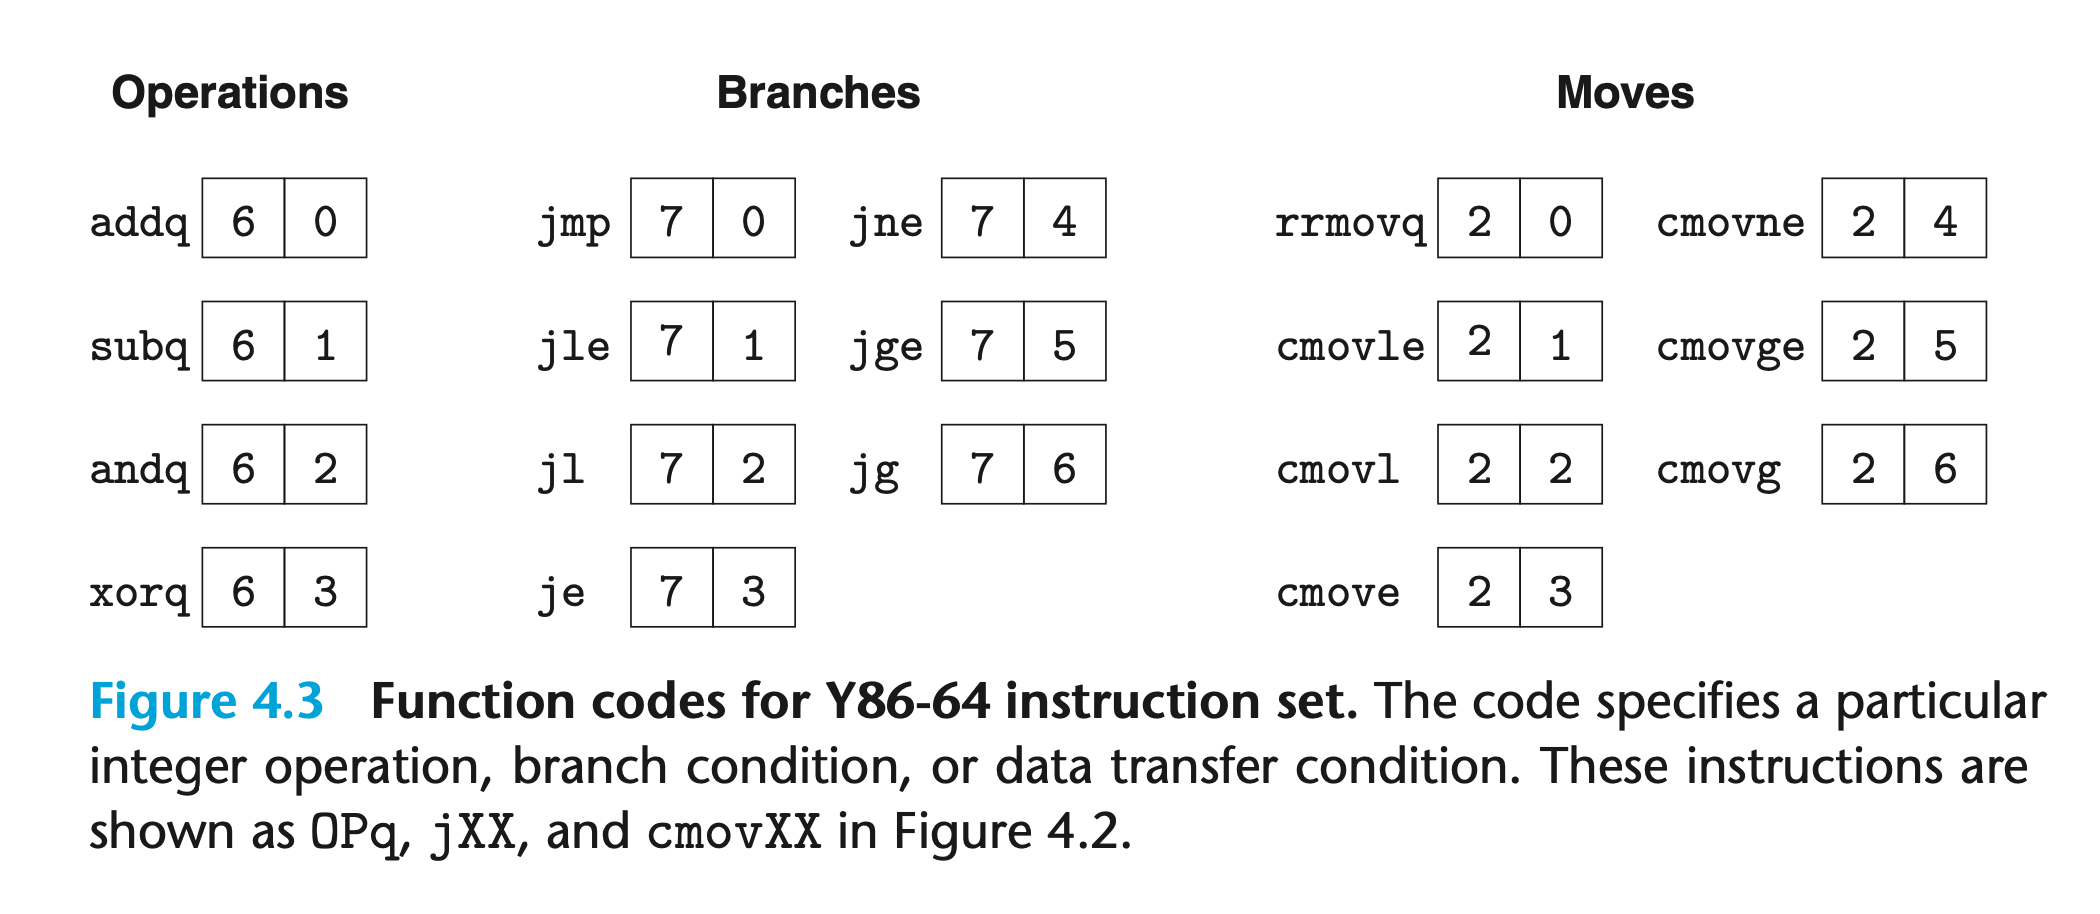 Operations Branches Moves
addq 6 0 jmp 7 0 jne 7 4 rrmovq 2 0 cmovne 2 4
subq 6 1 jle 7 1 jge 7 5 cmovle 2 1 cmovge 2 5
andq 6 2 jl 7 2 jg 7 6 cmovl 2 2 cmovg 2 6
xorq 6 3 je 7 3 cmove 2 3
Figure 4.3 Function codes for Y86-64 instruction set. The code specifies a particular
integer operation, branch condition, or data transfer condition. These instructions are
shown as OPq, jXX, and cmovXX in Figure 4.2.